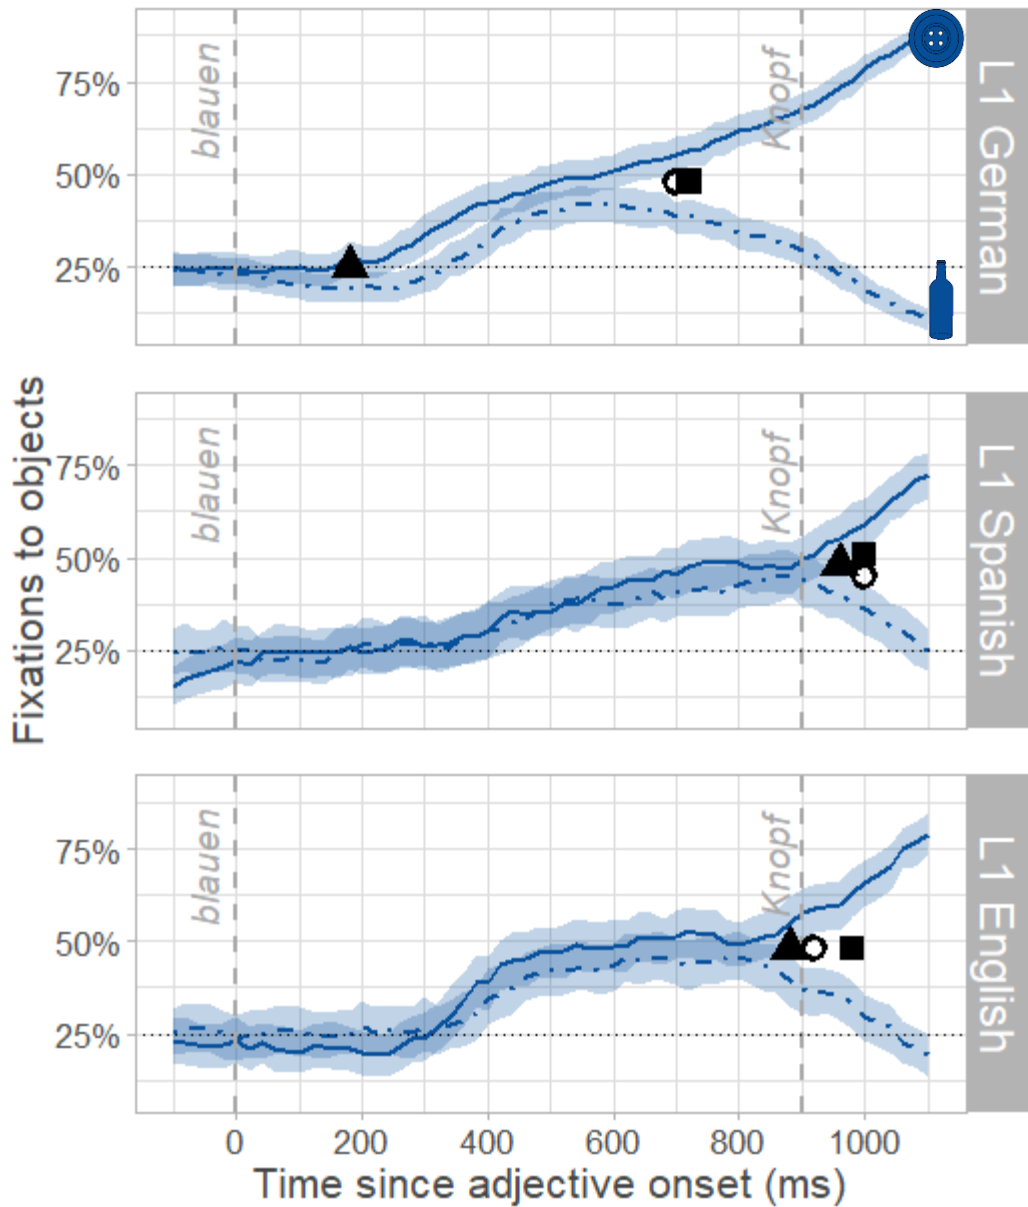 Fixations to objects
75%
50%
25%
blauen
Knopf
L1 German
75%
50%
25%
blauen
Knopf
L1 Spanish
75%
50%
25%
blauen
Knopf
L1 English
0 200 400 600 800 1000
Time since adjective onset (ms)